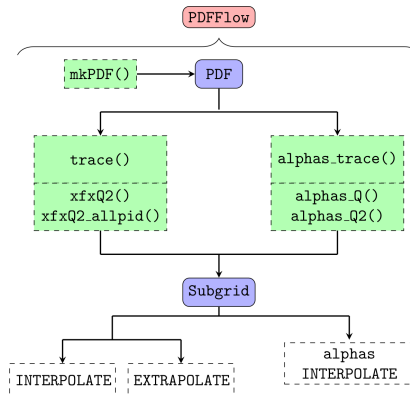 PDFFlow
mkPDF()
PDF
trace()
alphas_trace()
xfxQ2()
xfxQ2_allpid()
alphas_Q()
alphas_Q2()
Subgrid
INTERPOLATE
EXTRAPOLATE
alphas
INTERPOLATE